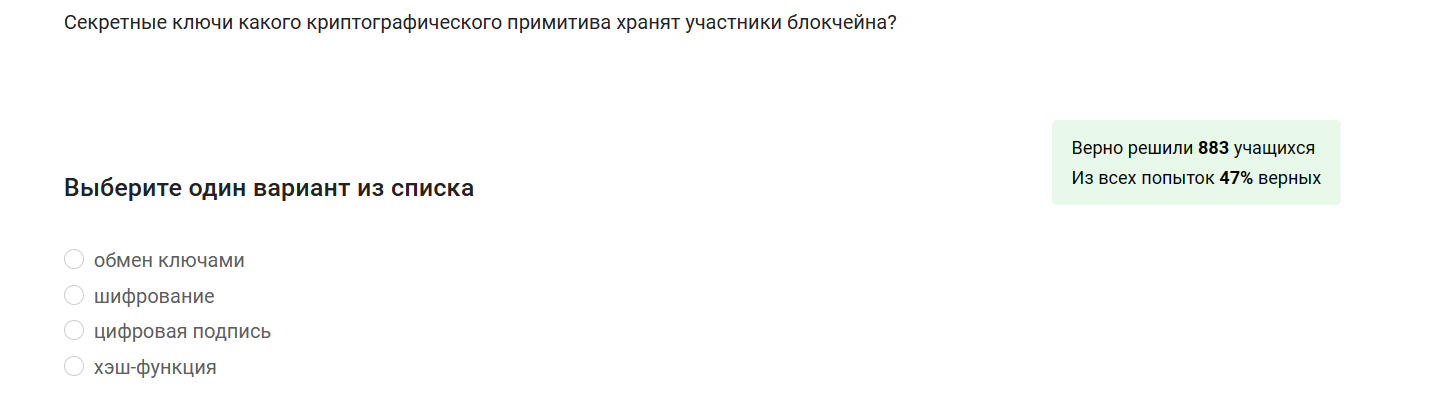 Секретные ключи какого криптографического примитива хранят участники блокчейна?
Верно решили 883 учащихся
Из всех попыток 47% верных
Выберите один вариант из списка
обмен ключами
шифрование
цифровая подпись
хэш-функция